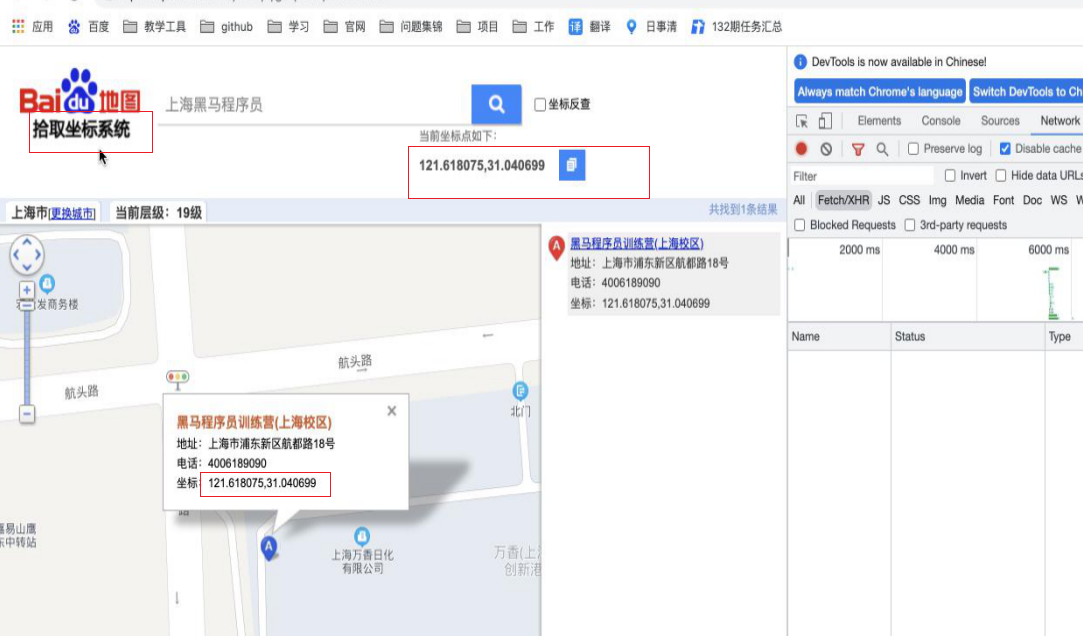 应用 百度 教学工具 github 学习 官网 问题集锦 项目 工作 译 翻译 日事清 132期任务汇总
Bai du 地图
拾取坐标系统
上海黑马程序员
坐标反查
当前坐标点如下:
121.618075,31.040699
上海市[更换城市] 当前层级：19级
共找到1条结果
发商务楼
航头路
航头路
北门
黑马程序员训练营(上海校区)
地址：上海市浦东新区航都路18号
电话：4006189090
坐标：121.618075,31.040699
A
易山鹰
中转站
上海万香日化
有限公司
万香(上
创新港
A
黑马程序员训练营(上海校区)
地址：上海市浦东新区航都路18号
电话：4006189090
坐标：121.618075,31.040699
DevTools is now available in Chinese!
Always match Chrome's language Switch DevTools to Ch
Elements Console Sources Network
Preserve log Disable cache
Filter Invert Hide data URLs
All Fetch/XHR JS CSS Img Media Font Doc WS W
Blocked Requests 3rd-party requests
2000 ms 4000 ms 6000 ms
Name Status Type